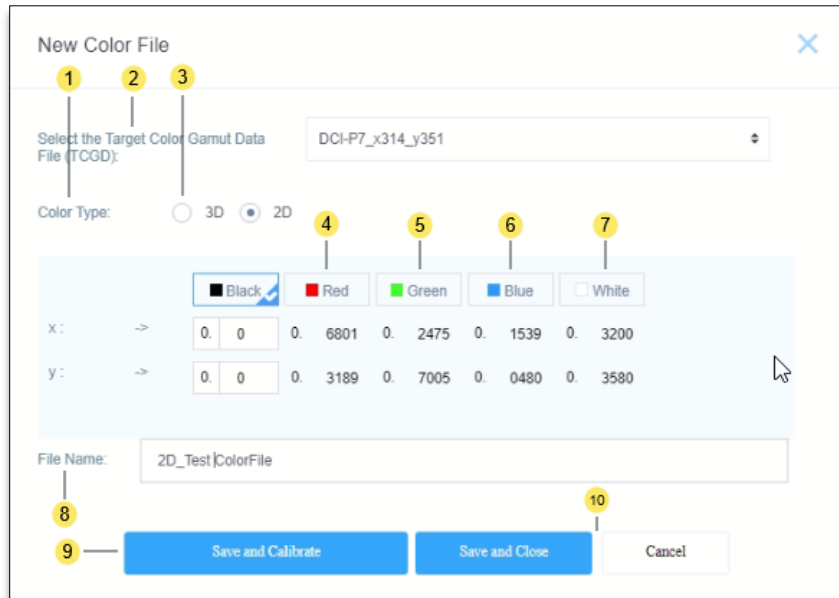 New Color File
1
2
3
Select the Target Color Gamut Data
File (TCGD):
DCI-P7_x314_y351
Color Type:
3D
2D
4
5
6
7
Black
Red
Green
Blue
White
x :
->
0. 0
0. 6801
0. 2475
0. 1539
0. 3200
y :
->
0. 0
0. 3189
0. 7005
0. 0480
0. 3580
File Name:
2D_Test ColorFile
8
10
9
Save and Calibrate
Save and Close
Cancel